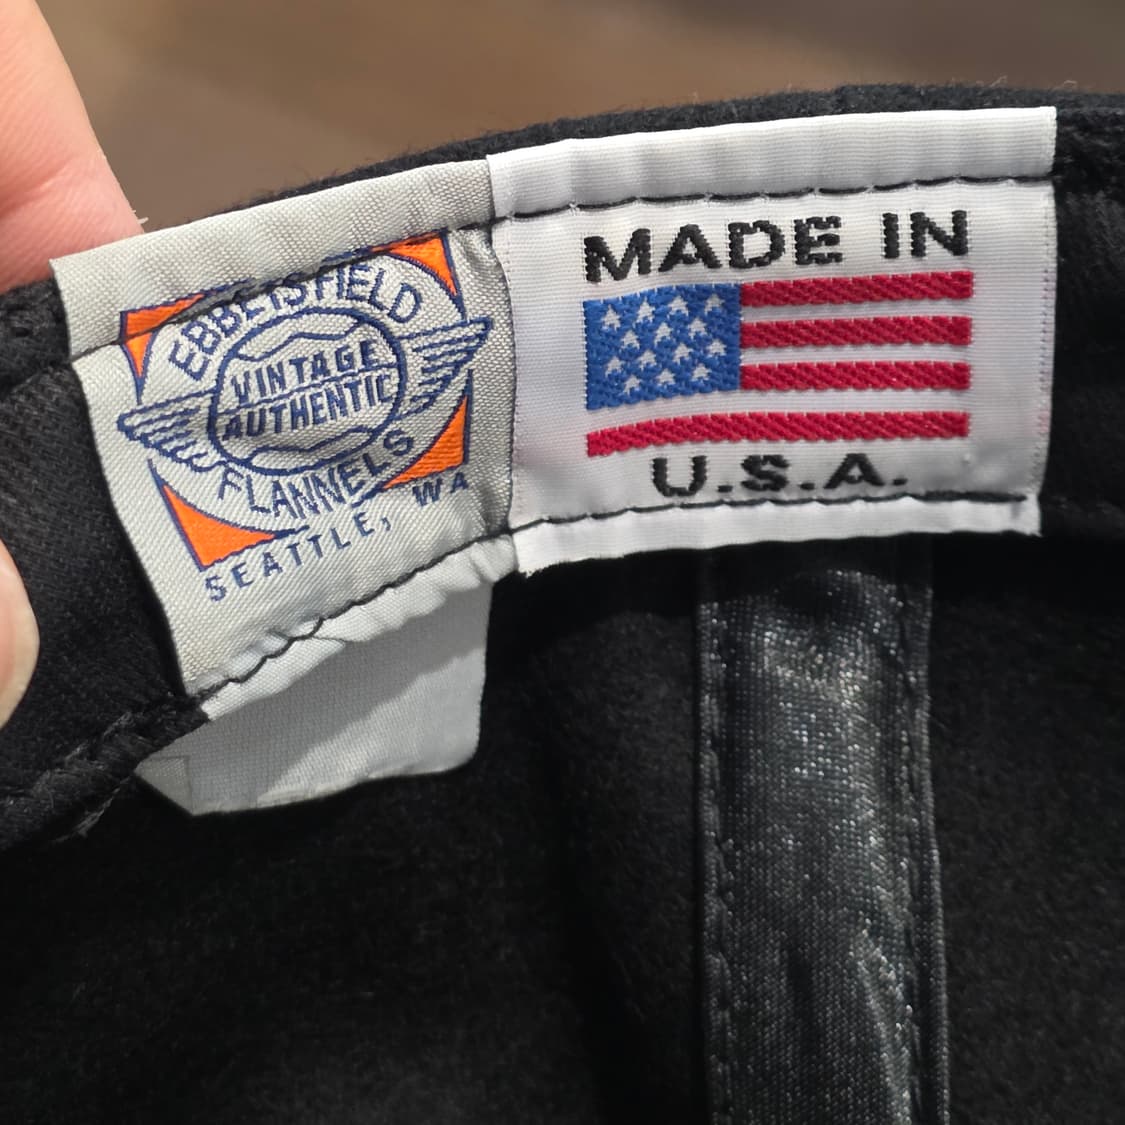 EBBETS FIELD
VINTAGE
AUTHENTIC
FLANNELS
SEATTLE, WA
MADE IN
U.S.A.